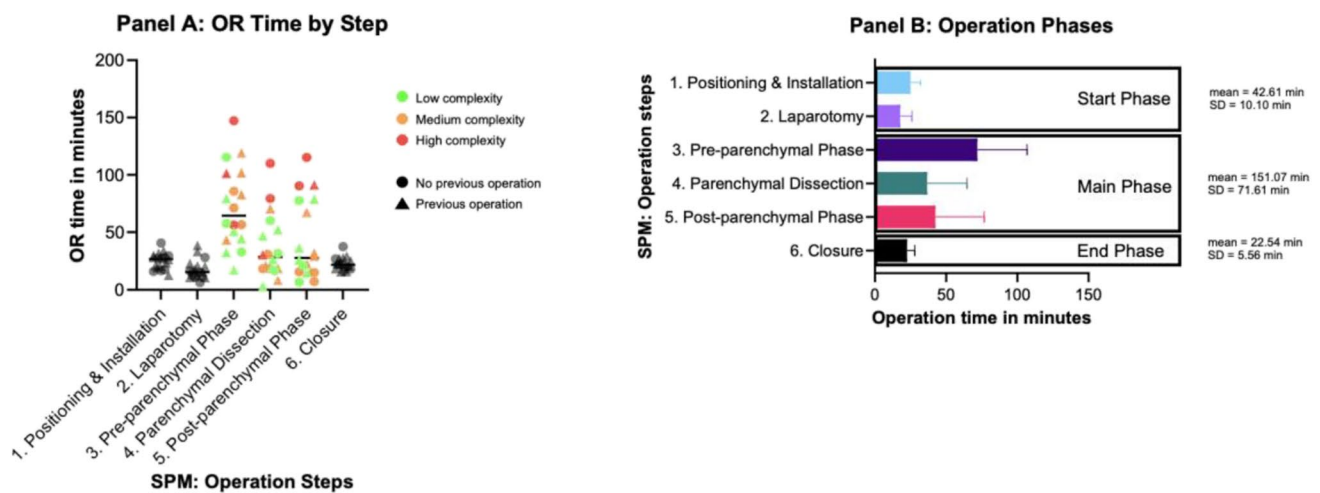 Panel A: OR Time by Step
OR time in minutes
200
150
100
50
0
Low complexity
Medium complexity
High complexity
No previous operation
Previous operation
1. Positioning & Installation
2. Laparotomy
3. Pre-parenchymal Phase
4. Parenchymal Dissection
5. Post-parenchymal Phase
6. Closure
SPM: Operation Steps
Panel B: Operation Phases
SPM: Operation steps
1. Positioning & Installation
2. Laparotomy
3. Pre-parenchymal Phase
4. Parenchymal Dissection
5. Post-parenchymal Phase
6. Closure
Start Phase
Main Phase
End Phase
mean = 42.61 min
SD = 10.10 min
mean = 151.07 min
SD = 71.61 min
mean = 22.54 min
SD = 5.56 min
0
50
100
150
Operation time in minutes